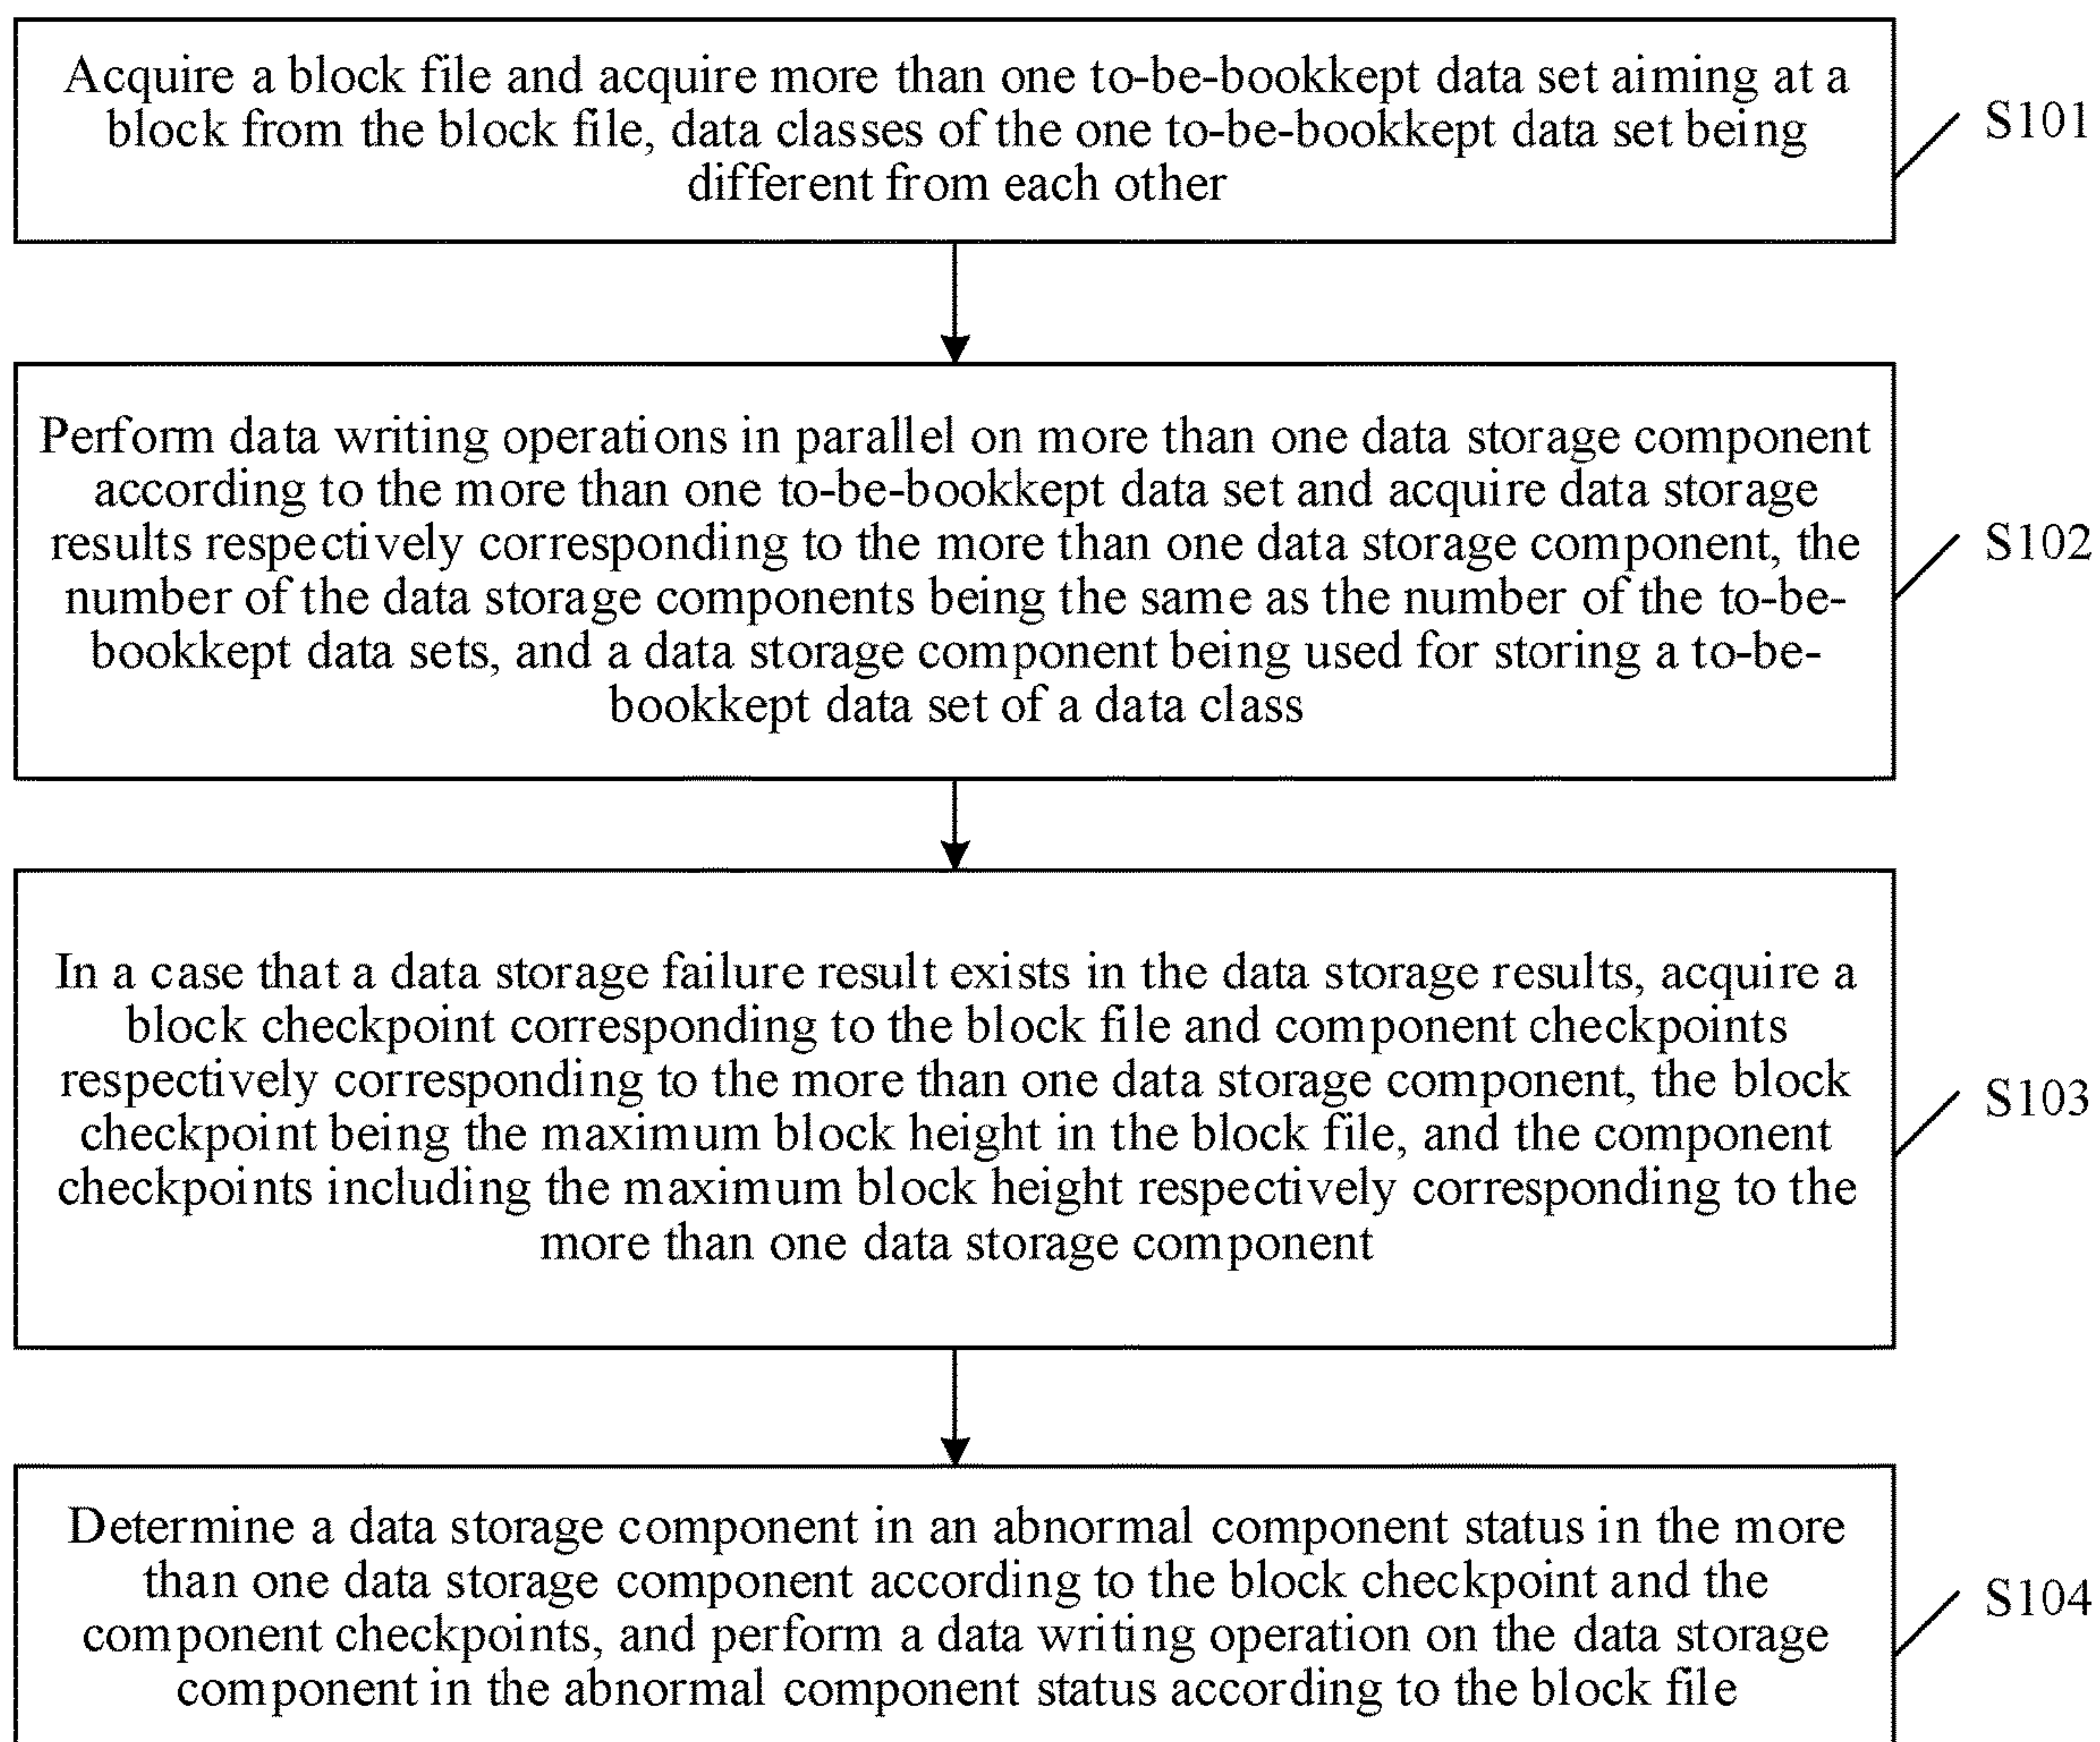 Acquire a block file and acquire more than one to-be-bookkept data set aiming at a
block from the block file, data classes of the one to-be-bookkept data set being
different from each other
S101
Perform data writing operations in parallel on more than one data storage component
according to the more than one to-be-bookkept data set and acquire data storage
results respectively corresponding to the more than one data storage component, the
number of the data storage components being the same as the number of the to-be-
bookkept data sets, and a data storage component being used for storing a to-be-
bookkept data set of a data class
S102
In a case that a data storage failure result exists in the data storage results, acquire a
block checkpoint corresponding to the block file and component checkpoints
respectively corresponding to the more than one data storage component, the block
checkpoint being the maximum block height in the block file, and the component
checkpoints including the maximum block height respectively corresponding to the
more than one data storage component
S103
Determine a data storage component in an abnormal component status in the more
than one data storage component according to the block checkpoint and the
component checkpoints, and perform a data writing operation on the data storage
component in the abnormal component status according to the block file
S104